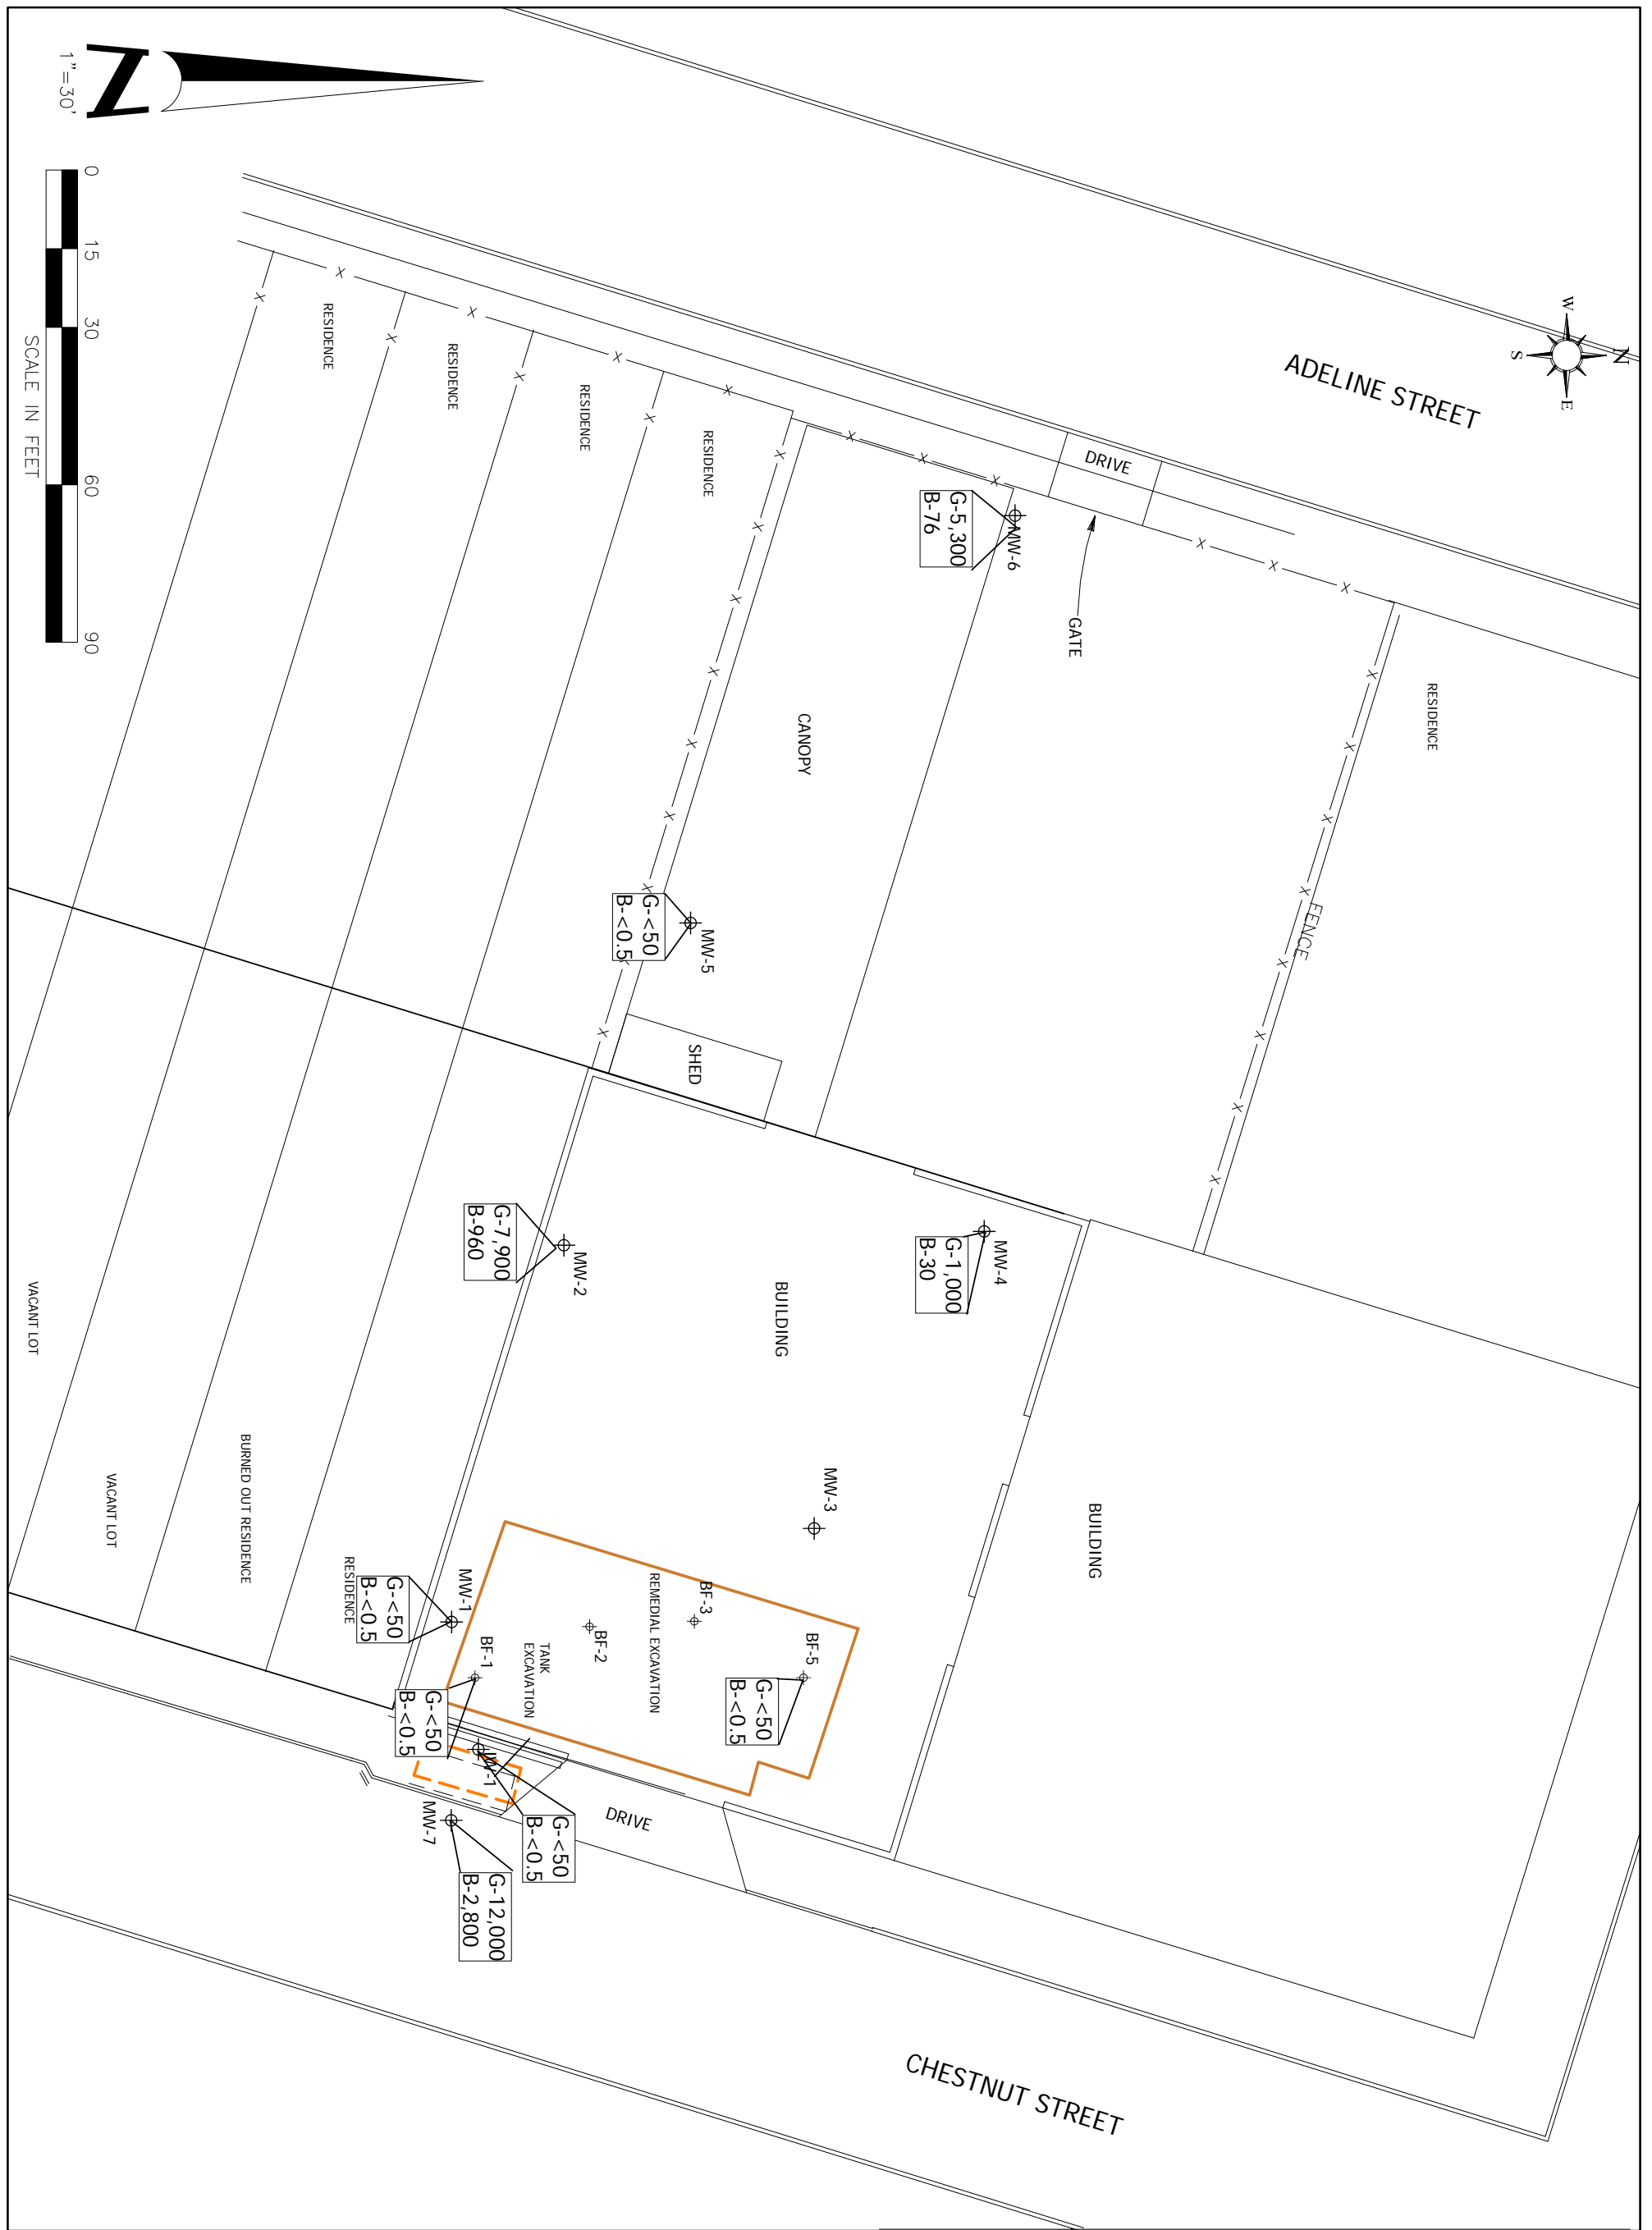 N
1"=30'
0
15
30
60
90
SCALE IN FEET
W
N
S
E
ADELINE STREET
DRIVE
GATE
MW-6
G-5,300
B-76
RESIDENCE
RESIDENCE
RESIDENCE
RESIDENCE
RESIDENCE
CANOPY
FENCE
MW-5
G-<50
B-<0.5
SHED
MW-4
G-1,000
B-30
MW-2
G-7,900
B-960
BUILDING
BUILDING
MW-3
VACANT LOT
VACANT LOT
BURNED OUT RESIDENCE
RESIDENCE
MW-1
G-<50
B-<0.5
BF-1
G-<50
B-<0.5
BF-2
BF-3
REMEDIAL EXCAVATION
TANK
EXCAVATION
BF-5
G-<50
B-<0.5
IW-1
G-<50
B-<0.5
DRIVE
MW-7
G-12,000
B-2,800
CHESTNUT STREET